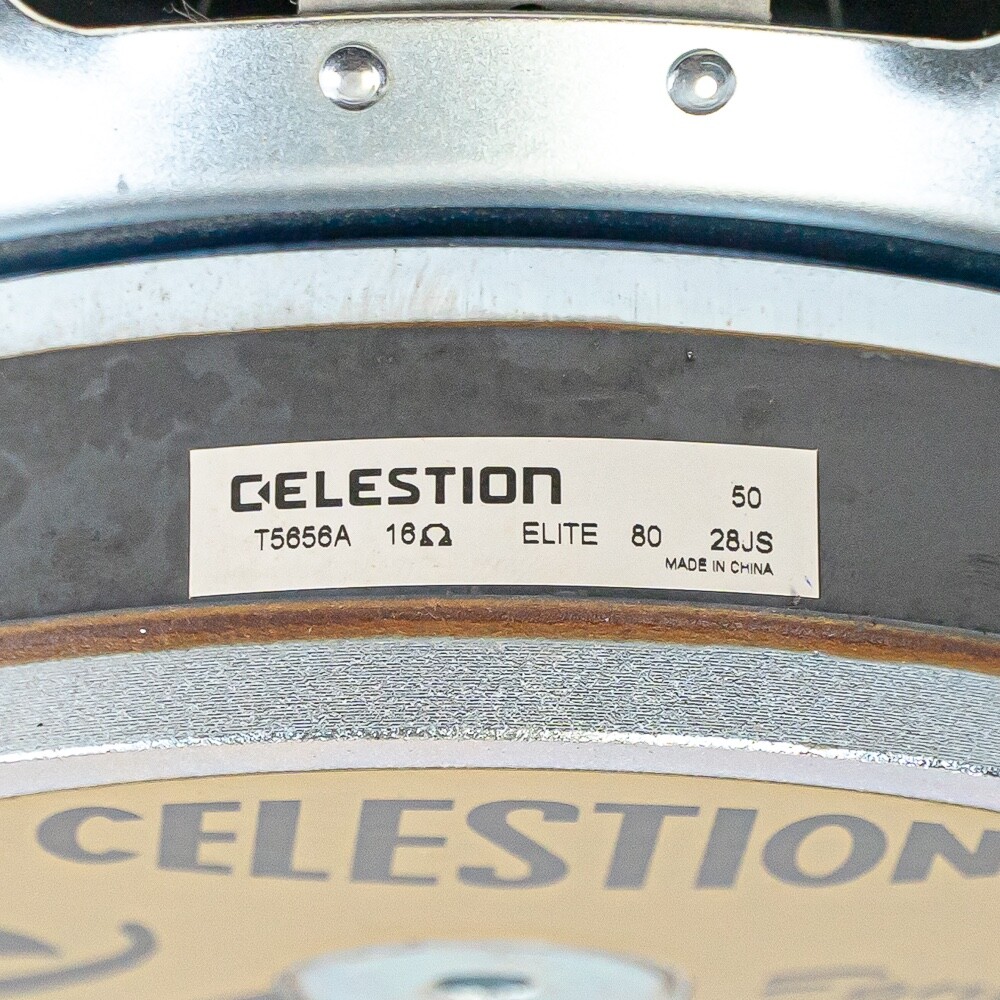 CELESTION 50
T5656A 16Ω ELITE 80 28JS
MADE IN CHINA
CELESTION